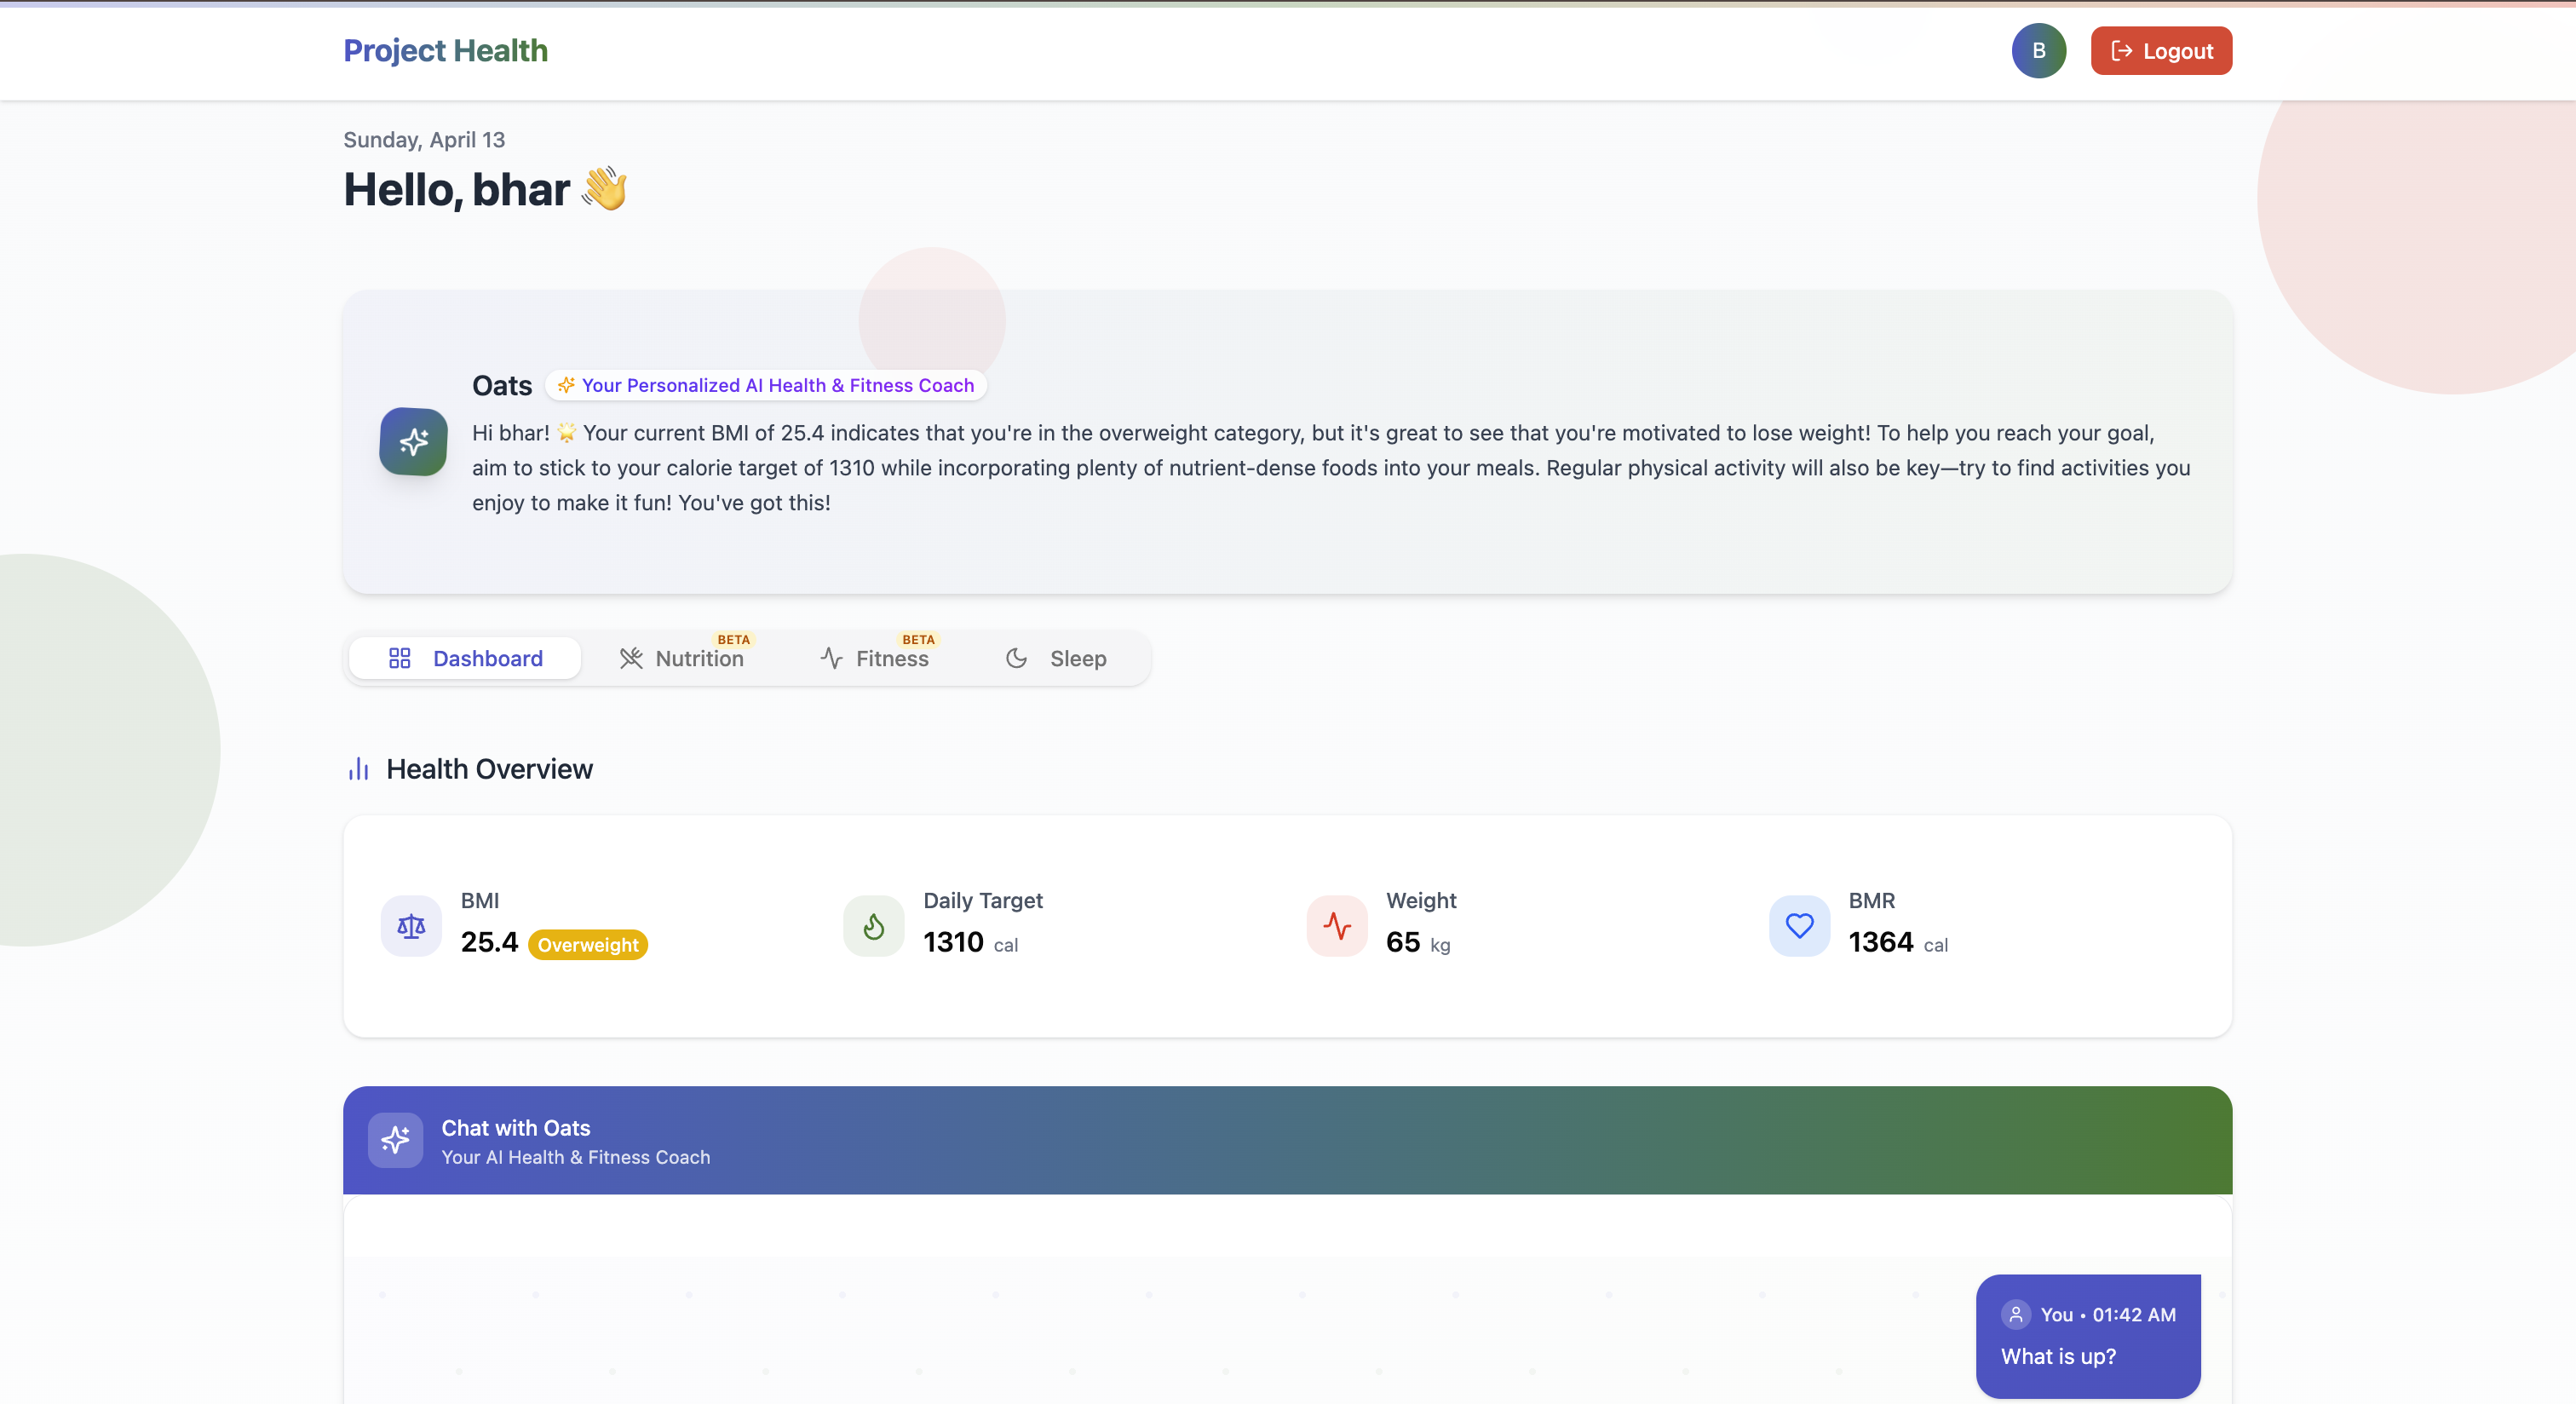 Project Health
B
Logout
Sunday, April 13
Hello, bhar 👋
Oats
Your Personalized AI Health & Fitness Coach
Hi bhar! 🌟 Your current BMI of 25.4 indicates that you're in the overweight category, but it's great to see that you're motivated to lose weight! To help you reach your goal,
aim to stick to your calorie target of 1310 while incorporating plenty of nutrient-dense foods into your meals. Regular physical activity will also be key—try to find activities you
enjoy to make it fun! You've got this!
Dashboard
Nutrition
BETA
Fitness
BETA
Sleep
Health Overview
BMI
25.4 Overweight
Daily Target
1310 cal
Weight
65 kg
BMR
1364 cal
Chat with Oats
Your AI Health & Fitness Coach
You • 01:42 AM
What is up?